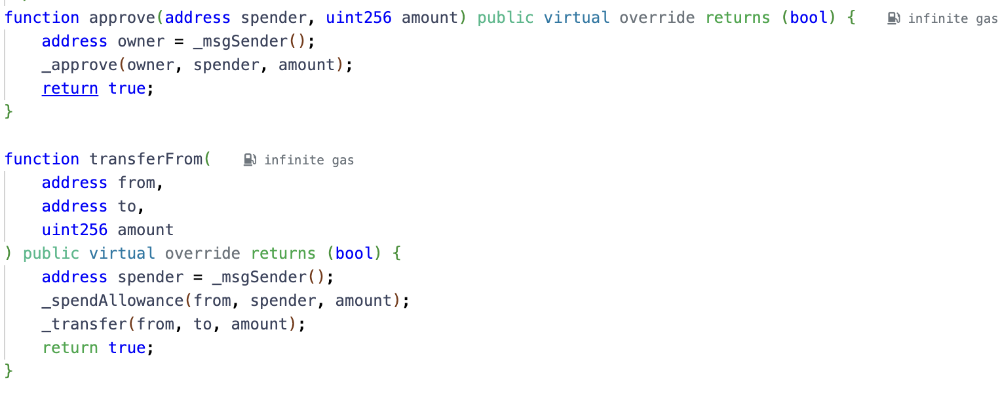 function approve(address spender, uint256 amount) public virtual override returns (bool) { infinite gas
    address owner = _msgSender();
    _approve(owner, spender, amount);
    return true;
}

function transferFrom( infinite gas
    address from,
    address to,
    uint256 amount
) public virtual override returns (bool) {
    address spender = _msgSender();
    _spendAllowance(from, spender, amount);
    _transfer(from, to, amount);
    return true;
}